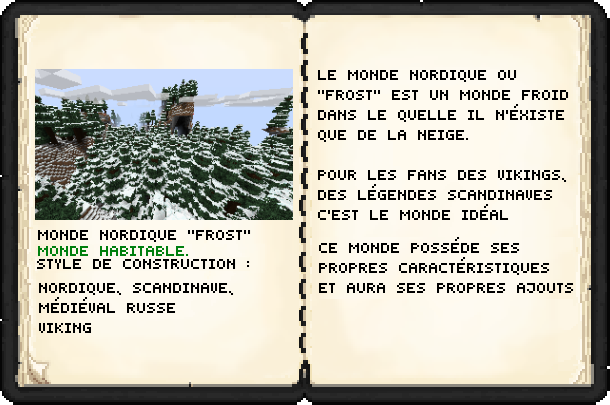 MONDE NORDIQUE "FROST"
MONDE HABITABLE.
STYLE DE CONSTRUCTION :
NORDIQUE, SCANDINAVE,
MÉDIÉVAL RUSSE
VIKING
LE MONDE NORDIQUE OU
"FROST" EST UN MONDE FROID
DANS LE QUELLE IL N'ÉXISTE
QUE DE LA NEIGE.
POUR LES FANS DES VIKINGS,
DES LÉGENDES SCANDINAVES
C'EST LE MONDE IDÉAL
CE MONDE POSSÉDE SES
PROPRES CARACTÉRISTIQUES
ET AURA SES PROPRES AJOUTS